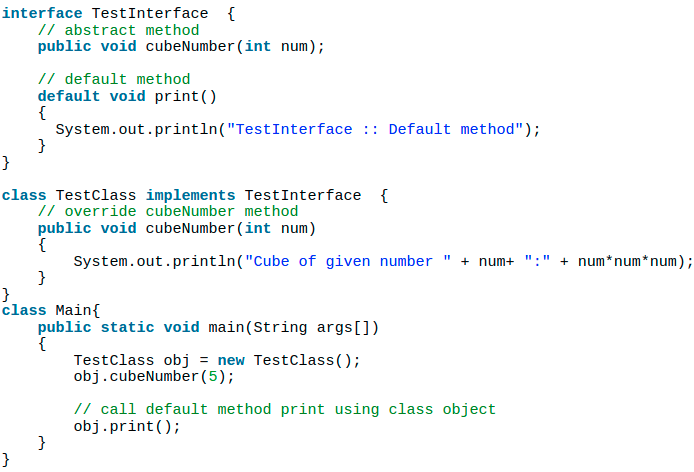 interface TestInterface  {
    // abstract method
    public void cubeNumber(int num);

    // default method
    default void print()
    {
      System.out.println("TestInterface :: Default method");
    }
}

class TestClass implements TestInterface  {
    // override cubeNumber method
    public void cubeNumber(int num)
    {
        System.out.println("Cube of given number " + num+ ":" + num*num*num);
    }
}
class Main{
    public static void main(String args[])
    {
        TestClass obj = new TestClass();
        obj.cubeNumber(5);

        // call default method print using class object
        obj.print();
    }
}